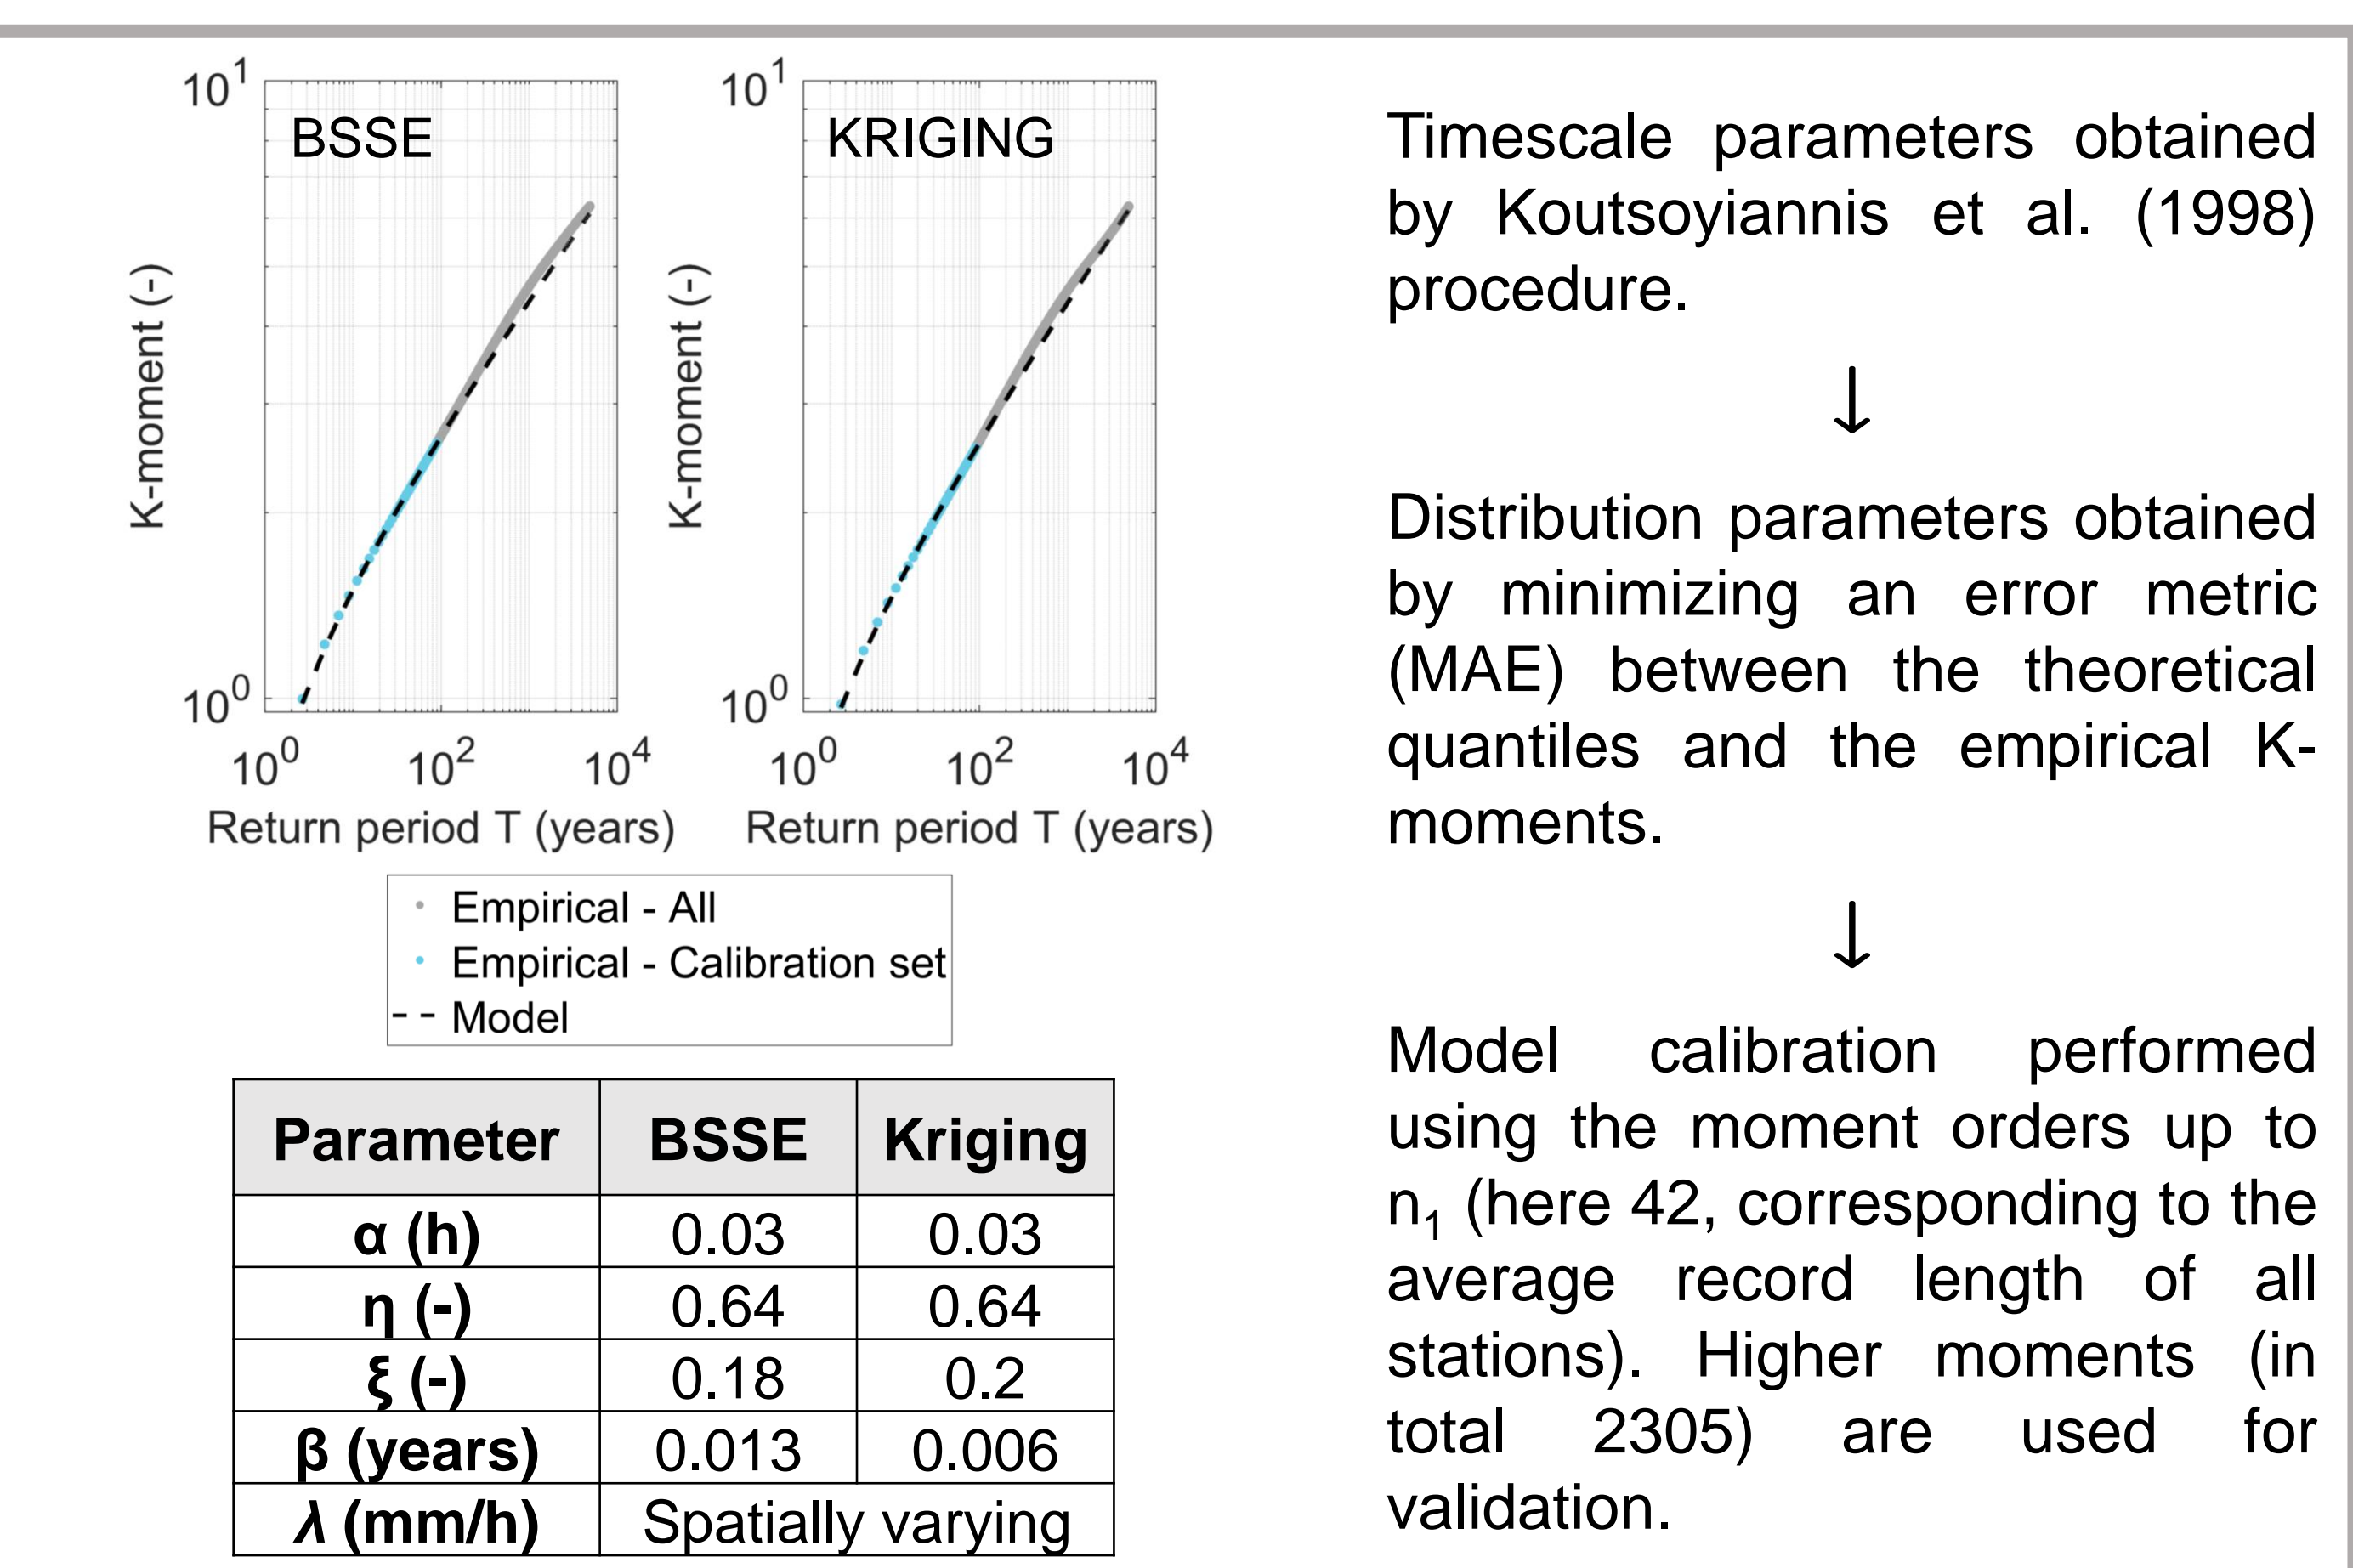 10^1
BSSE
K-moment (-)
10^0
10^0 10^2 10^4
Return period T (years)
10^1
KRIGING
K-moment (-)
10^0
10^0 10^2 10^4
Return period T (years)
Empirical - All
Empirical - Calibration set
Model
Parameter BSSE Kriging
α (h) 0.03 0.03
η (-) 0.64 0.64
ξ (-) 0.18 0.2
β (years) 0.013 0.006
λ (mm/h) Spatially varying
Timescale parameters obtained
by Koutsoyiannis et al. (1998)
procedure.
↓
Distribution parameters obtained
by minimizing an error metric
(MAE) between the theoretical
quantiles and the empirical K-
moments.
↓
Model calibration performed
using the moment orders up to
n₁ (here 42, corresponding to the
average record length of all
stations). Higher moments (in
total 2305) are used for
validation.